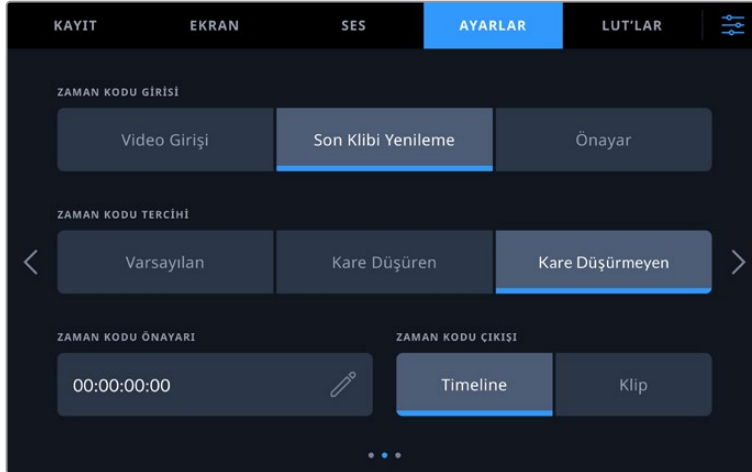 KAYIT EKRAN SES AYARLAR LUT'LAR
ZAMAN KODU GİRİSİ
Video Girişi Son Klibi Yenileme Önayar
ZAMAN KODU TERCİHİ
Varsayılan Kare Düşüren Kare Düşürmeyen
ZAMAN KODU ÖNAYARI ZAMAN KODU ÇIKIŞI
00:00:00:00 Timeline Klip